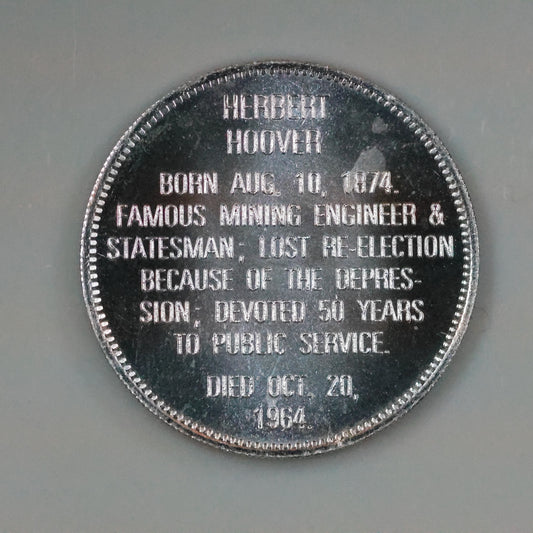 HERBERT
HOOVER
BORN AUG. 10, 1874.
FAMOUS MINING ENGINEER &
STATESMAN; LOST RE-ELECTION
BECAUSE OF THE DEPRES-
SION; DEVOTED 50 YEARS
TO PUBLIC SERVICE.
DIED OCT. 20,
1964.